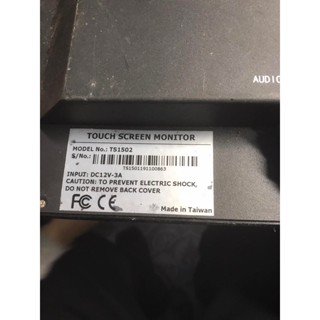 AUDIO
TOUCH SCREEN MONITOR
MODEL No.: TS1502
S/No.:
TS1501191100863
INPUT: DC12V-3A
CAUTION: TO PREVENT ELECTRIC SHOCK,
DO NOT REMOVE BACK COVER
FC CE
Made in Taiwan